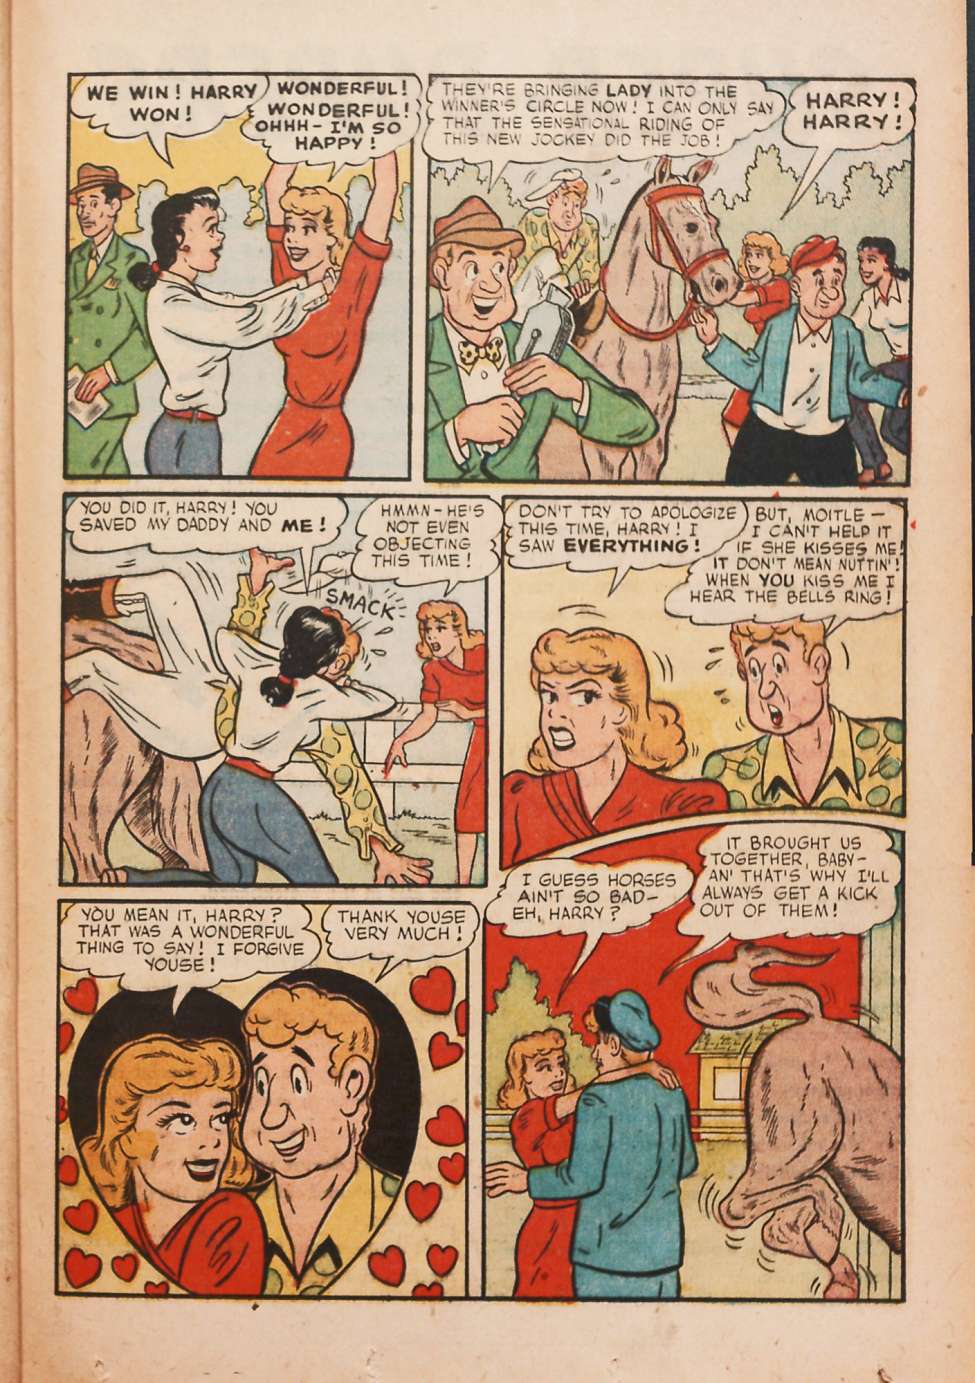 WE WIN! HARRY
WON!
WONDERFUL!
WONDERFUL!
OHHH - I'M SO
HAPPY!
THEY'RE BRINGING LADY INTO THE
WINNER'S CIRCLE NOW! I CAN ONLY SAY
THAT THE SENSATIONAL RIDING OF
THIS NEW JOCKEY DID THE JOB!
HARRY!
HARRY!
YOU DID IT, HARRY! YOU
SAVED MY DADDY AND ME!
HMMN - HE'S
NOT EVEN
OBJECTING
THIS TIME!
SMACK
DON'T TRY TO APOLOGIZE
THIS TIME, HARRY! I
SAW EVERYTHING!
BUT, MOITLE -
I CAN'T HELP IT
IF SHE KISSES ME!
IT DON'T MEAN NUTTIN'!
WHEN YOU KISS ME I
HEAR THE BELLS RING!
YOU MEAN IT, HARRY?
THAT WAS A WONDERFUL
THING TO SAY! I FORGIVE
YOUSE!
THANK YOUSE
VERY MUCH!
I GUESS HORSES
AIN'T SO BAD-
EH, HARRY?
IT BROUGHT US
TOGETHER, BABY-
AN' THAT'S WHY I'LL
ALWAYS GET A KICK
OUT OF THEM!